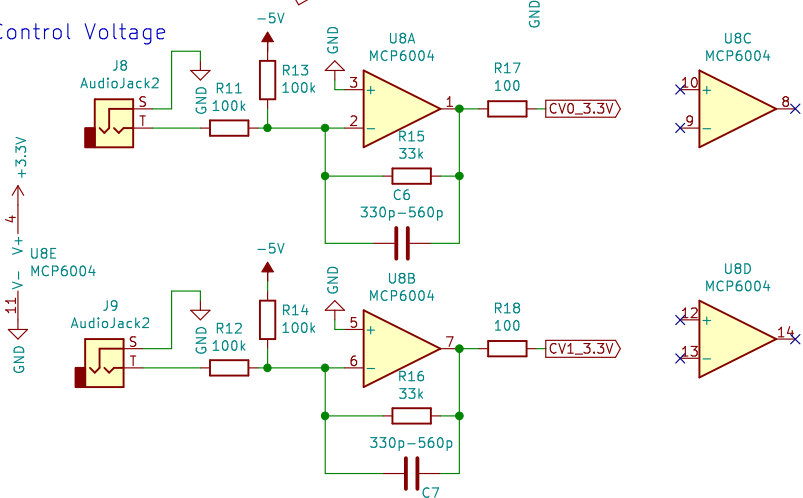 Control Voltage
-5V
GND
U8A
MCP6004
GND
U8C
MCP6004
J8
AudioJack2
S
T
GND
R11
100k
R13
100k
3
+
2
-
1
R17
100
CV0_3.3V
10
+
9
-
8
R15
33k
C6
330p-560p
+3.3V
4
V+
U8E
MCP6004
V-
11
GND
-5V
GND
U8B
MCP6004
U8D
MCP6004
J9
AudioJack2
S
T
GND
R12
100k
R14
100k
5
+
6
-
7
R18
100
CV1_3.3V
12
+
13
-
14
R16
33k
330p-560p
C7